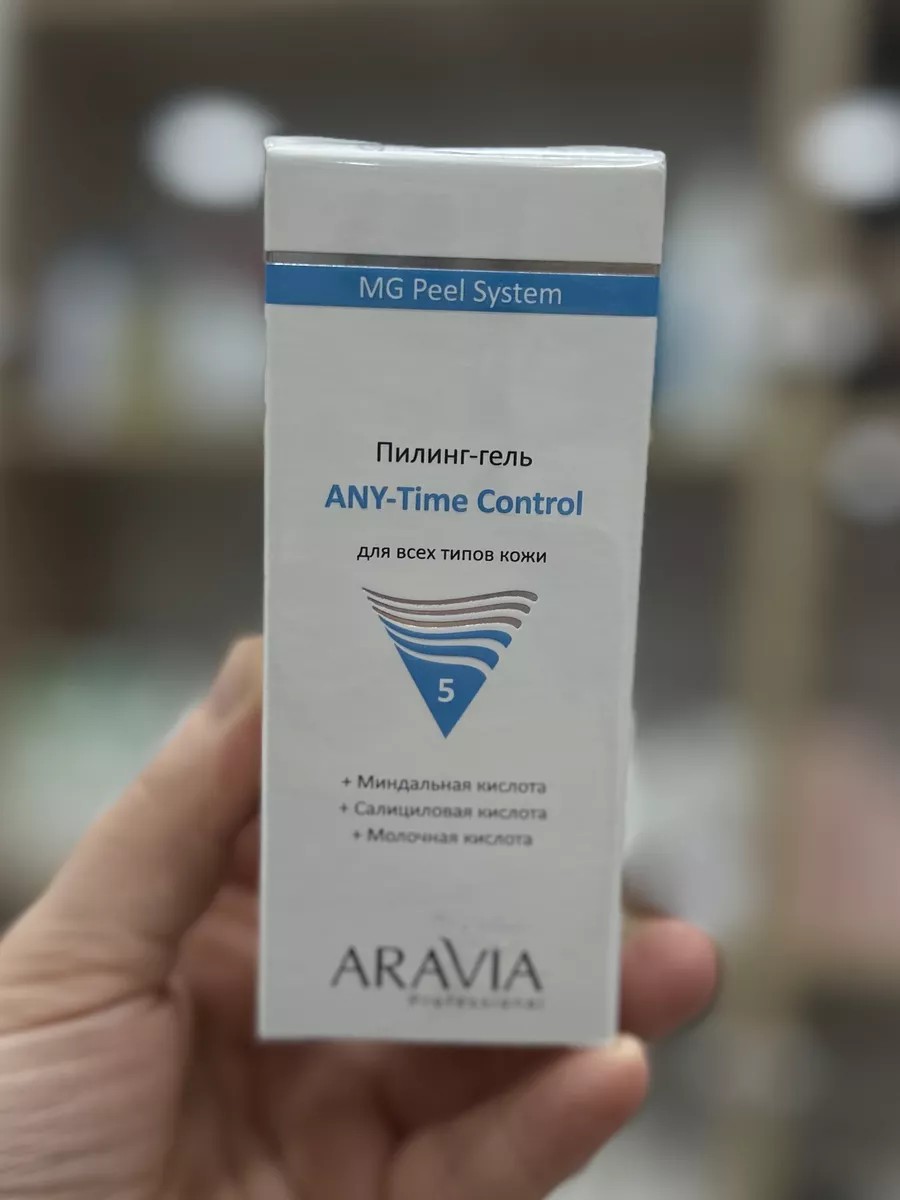 MG Peel System
Пилинг-гель
ANY-Time Control
для всех типов кожи
5
+ Миндальная кислота
+ Салициловая кислота
+ Молочная кислота
ARAVIA
Professional